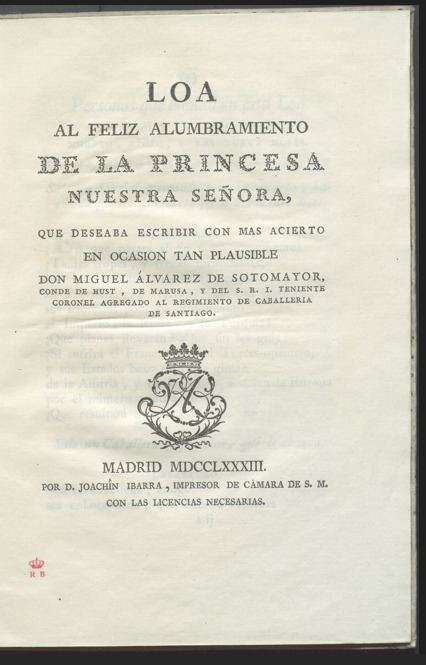 LOA
AL FELIZ ALUMBRAMIENTO
DE LA PRINCESA
NUESTRA SEÑORA,
QUE DESEABA ESCRIBIR CON MAS ACIERTO
EN OCASION TAN PLAUSIBLE
DON MIGUEL ÁLVAREZ DE SOTOMAYOR,
CONDE DE HUST, DE MARUSA, Y DEL S. R. I. TENIENTE
CORONEL AGREGADO AL REGIMIENTO DE CABALLERIA
DE SANTIAGO.
MADRID MDCCLXXXIII.
POR D. JOACHÎN IBARRA, IMPRESOR DE CÁMARA DE S. M.
CON LAS LICENCIAS NECESARIAS.
R B